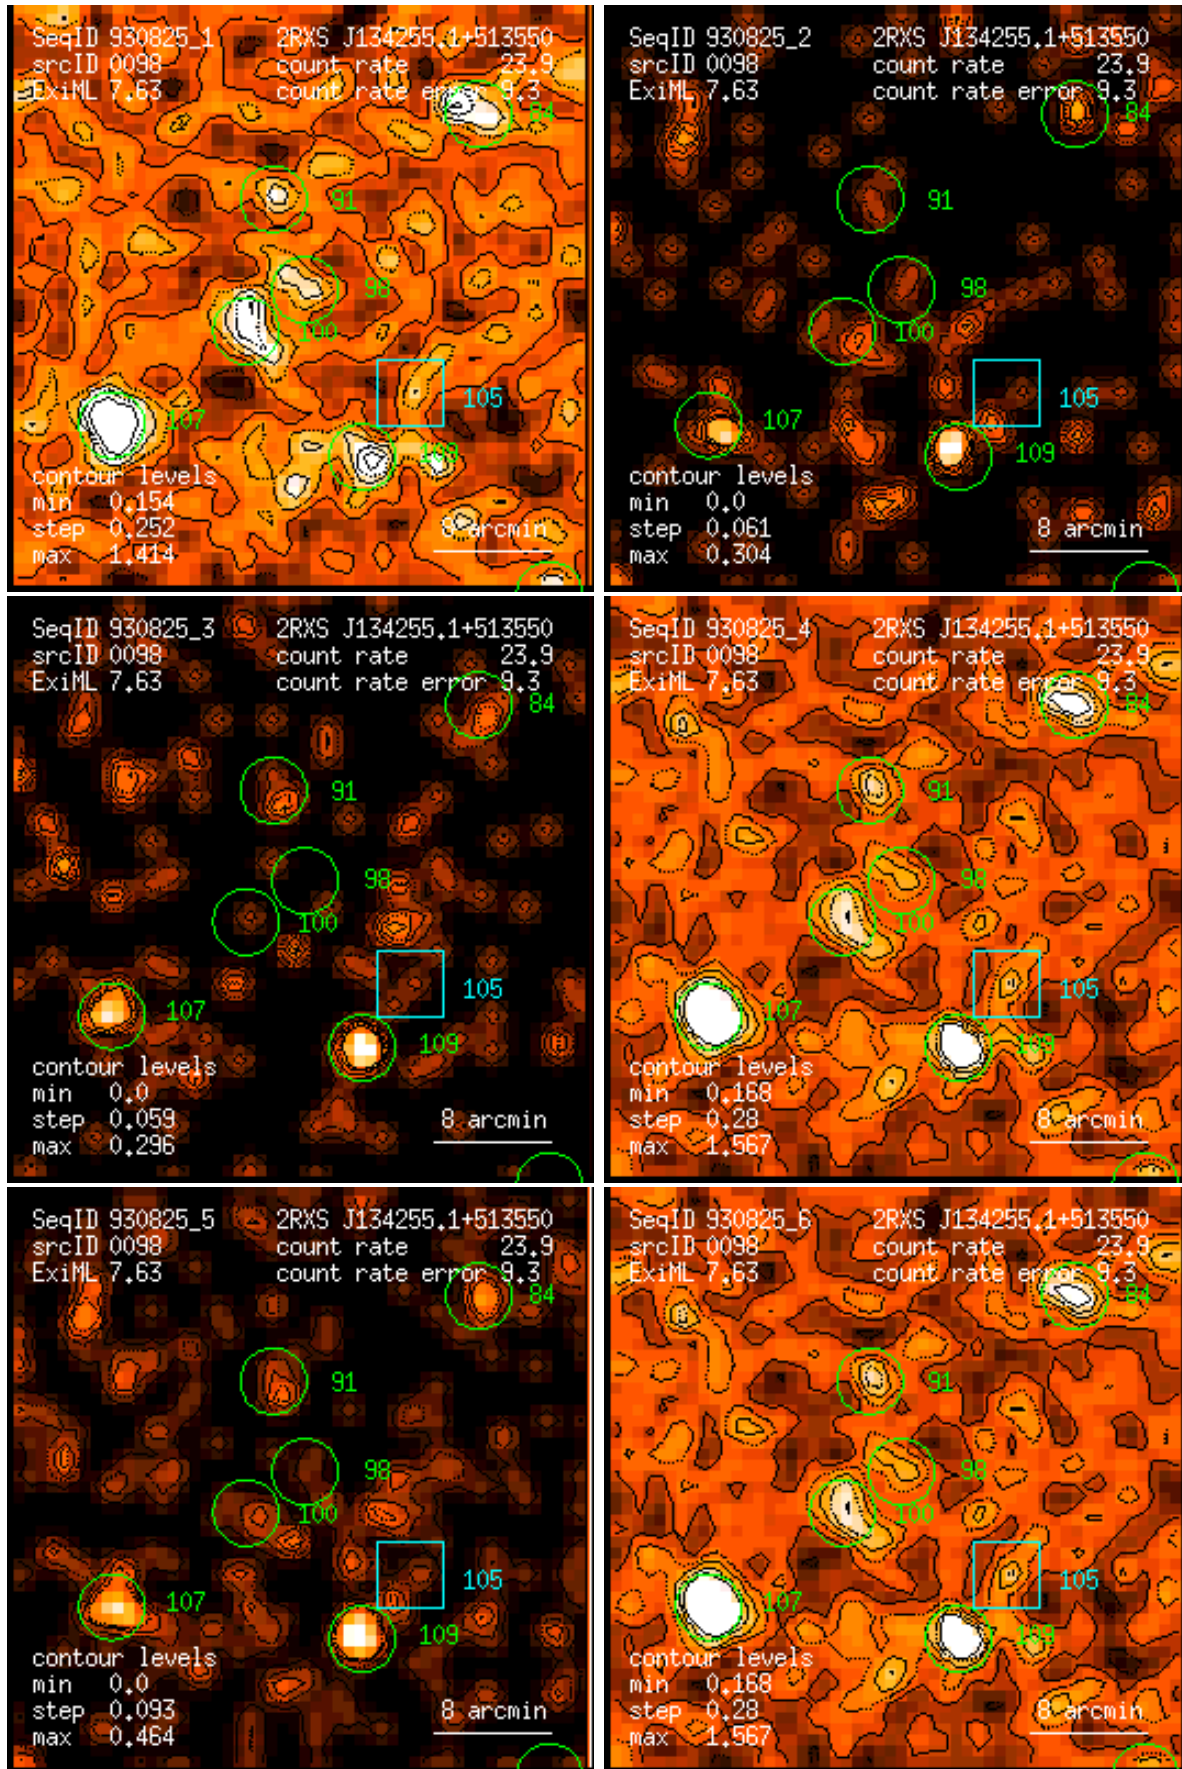 SeqID 930825_1 2RXS J134255.1+513550
srcID 0098 count rate 23.9
ExiML 7.63 count rate error 9.3
84
91
98
100
105
107
109
contour levels
min 0.154
step 0.252
max 1.414
8 arcmin
SeqID 930825_2 2RXS J134255.1+513550
srcID 0098 count rate 23.9
ExiML 7.63 count rate error 9.3
84
91
98
100
105
107
109
contour levels
min 0.0
step 0.061
max 0.304
8 arcmin
SeqID 930825_3 2RXS J134255.1+513550
srcID 0098 count rate 23.9
ExiML 7.63 count rate error 9.3
84
91
98
100
105
107
109
contour levels
min 0.0
step 0.059
max 0.296
8 arcmin
SeqID 930825_4 2RXS J134255.1+513550
srcID 0098 count rate 23.9
ExiML 7.63 count rate error 9.3
84
91
98
100
105
107
109
contour levels
min 0.168
step 0.28
max 1.567
8 arcmin
SeqID 930825_5 2RXS J134255.1+513550
srcID 0098 count rate 23.9
ExiML 7.63 count rate error 9.3
84
91
98
100
105
107
109
contour levels
min 0.0
step 0.093
max 0.464
8 arcmin
SeqID 930825_6 2RXS J134255.1+513550
srcID 0098 count rate 23.9
ExiML 7.63 count rate error 9.3
84
91
98
100
105
107
109
contour levels
min 0.168
step 0.28
max 1.567
8 arcmin